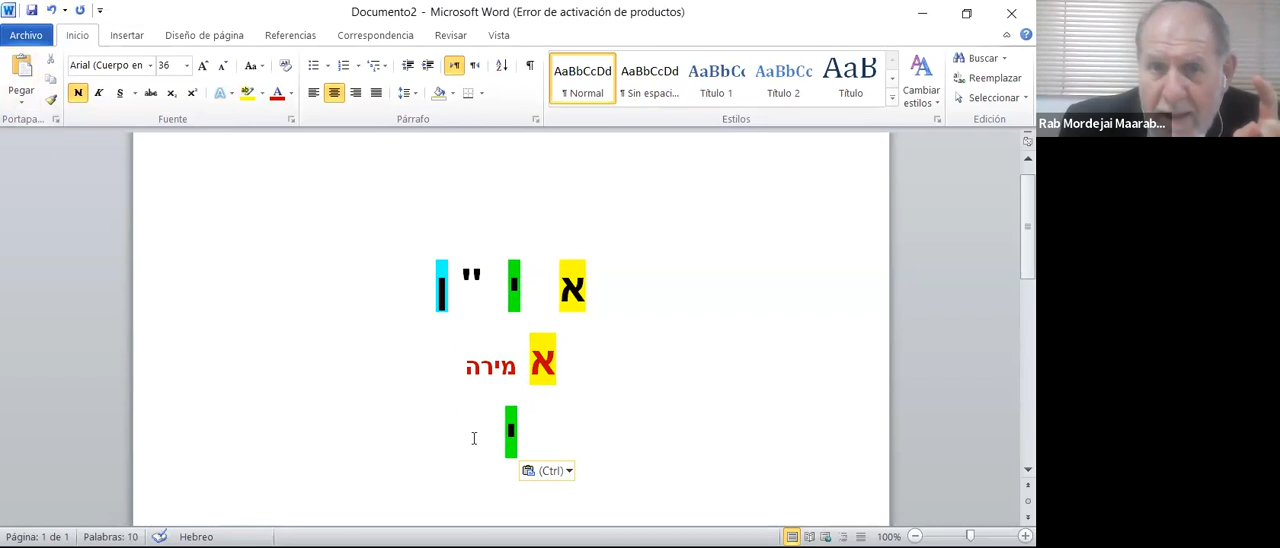 Documento2 - Microsoft Word (Error de activación de productos)
Archivo Inicio Insertar Diseño de página Referencias Correspondencia Revisar Vista
Pegar
Arial (Cuerpo en 36
N K S abc
Buscar
Reemplazar
Seleccionar
AaBbCcDd AaBbCcDd AaBbCc AaBbCc AaB
¶ Normal ¶ Sin espaci... Título 1 Título 2 Título
Cambiar estilos
Portapa... Fuente Párrafo Estilos Edición
Rab Mordejai Maarab...
א י " ן
א מירה
י
(Ctrl)
Página: 1 de 1 Palabras: 10 Hebreo 100%